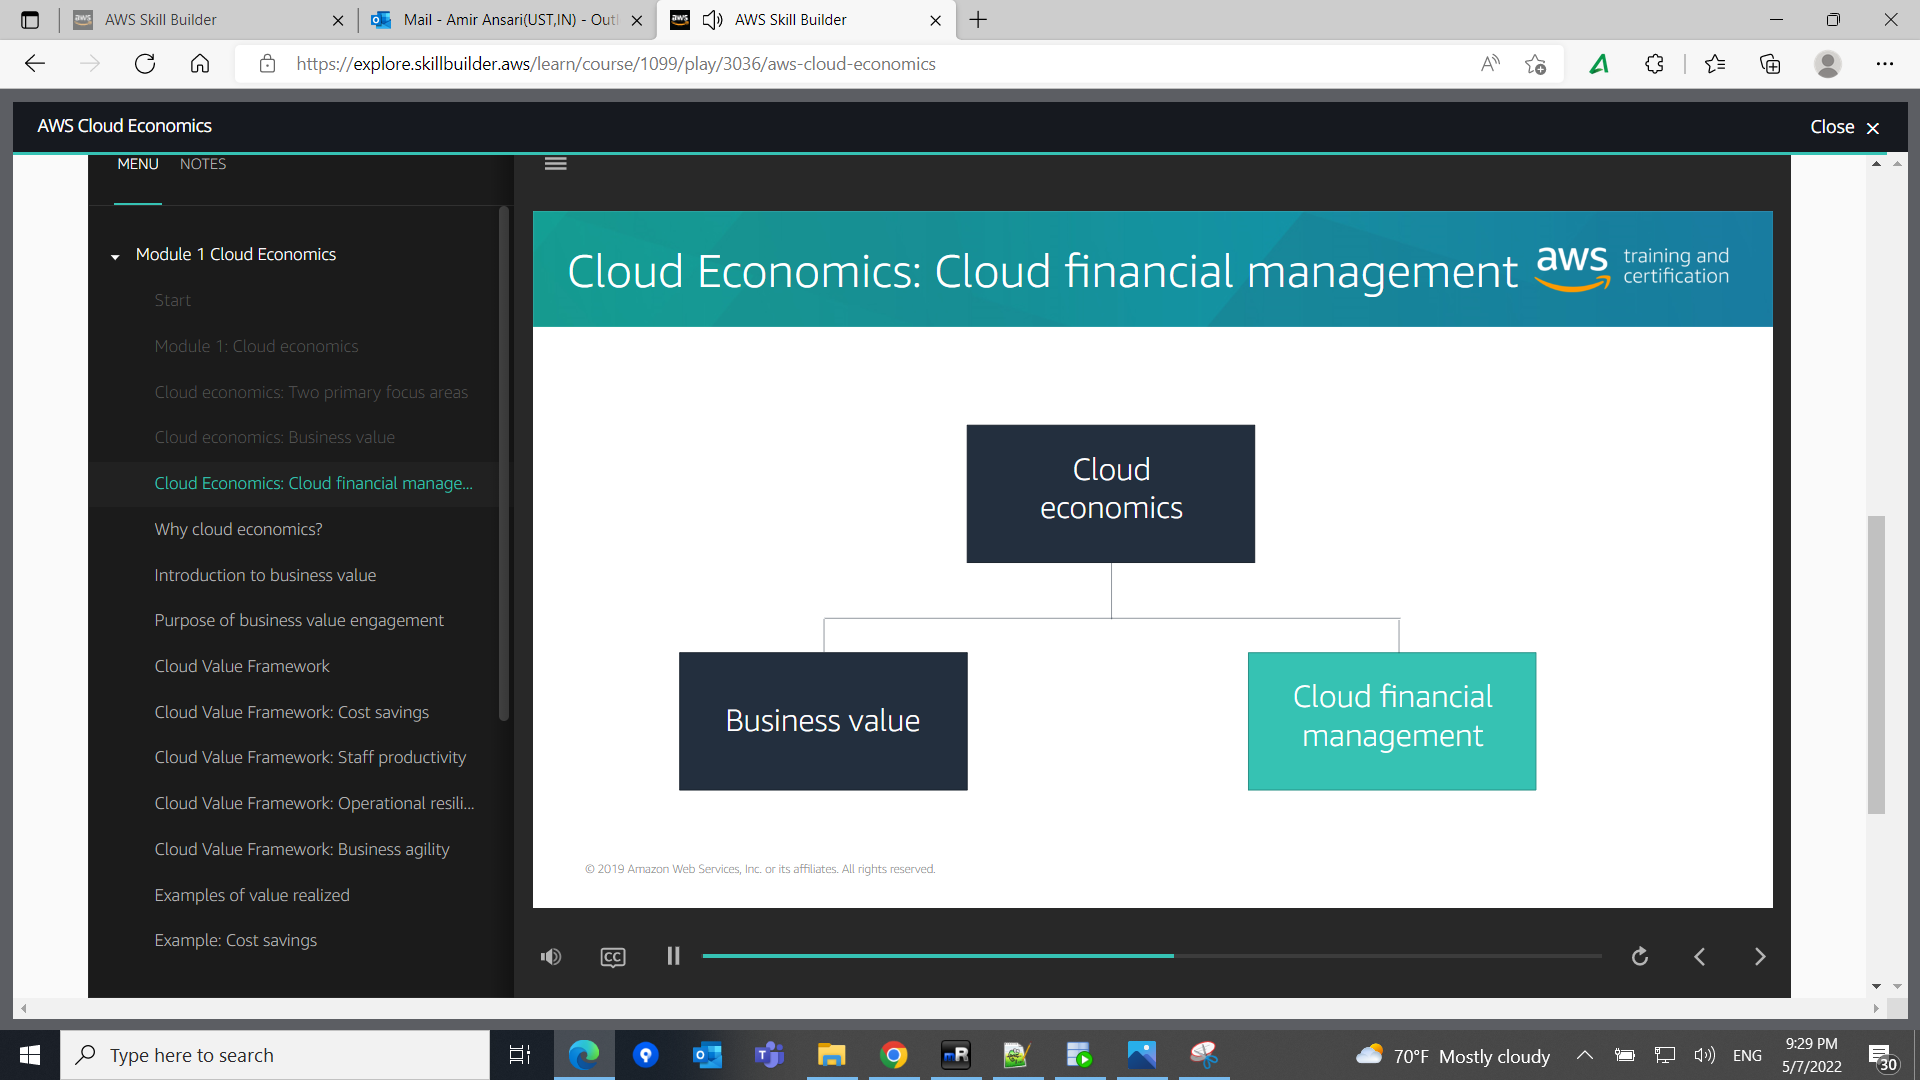 AWS Skill Builder
Mail - Amir Ansari(UST,IN) - Outl
AWS Skill Builder
https://explore.skillbuilder.aws/learn/course/1099/play/3036/aws-cloud-economics
AWS Cloud Economics
Close
MENU
NOTES
Module 1 Cloud Economics
Start
Module 1: Cloud economics
Cloud economics: Two primary focus areas
Cloud economics: Business value
Cloud Economics: Cloud financial manage...
Why cloud economics?
Introduction to business value
Purpose of business value engagement
Cloud Value Framework
Cloud Value Framework: Cost savings
Cloud Value Framework: Staff productivity
Cloud Value Framework: Operational resili...
Cloud Value Framework: Business agility
Examples of value realized
Example: Cost savings
Cloud Economics: Cloud financial management
aws training and
certification
Cloud
economics
Business value
Cloud financial
management
© 2019 Amazon Web Services, Inc. or its affiliates. All rights reserved.
CC
Type here to search
70°F Mostly cloudy
ENG
9:29 PM
5/7/2022
30